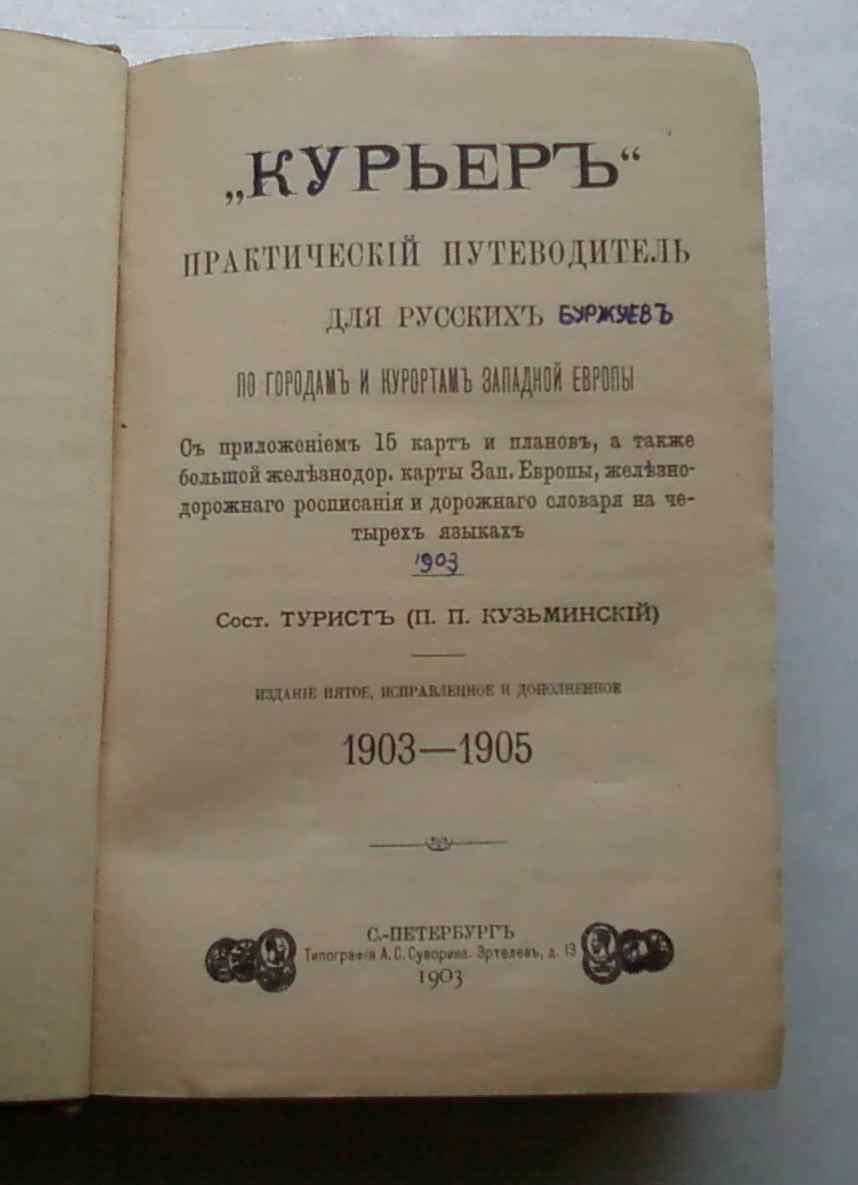 „КУРЬЕРЪ“
ПРАКТИЧЕСКІЙ ПУТЕВОДИТЕЛЬ
ДЛЯ РУССКИХЪ БУРЖУЕВЪ
ПО ГОРОДАМЪ И КУРОРТАМЪ ЗАПАДНОЙ ЕВРОПЫ
Съ приложеніемъ 15 картъ и плановъ, а также
большой желѣзнодор. карты Зап. Европы, желѣзно-
дорожнаго росписанія и дорожнаго словаря на че-
тырехъ языкахъ
1903
Сост. ТУРИСТЪ (П. П. КУЗЬМИНСКІЙ)
ИЗДАНІЕ ПЯТОЕ, ИСПРАВЛЕННОЕ И ДОПОЛНЕННОЕ
1903—1905
С.-ПЕТЕРБУРГЪ
Типографія А. С. Суворина. Эртелевъ, д. 13
1903